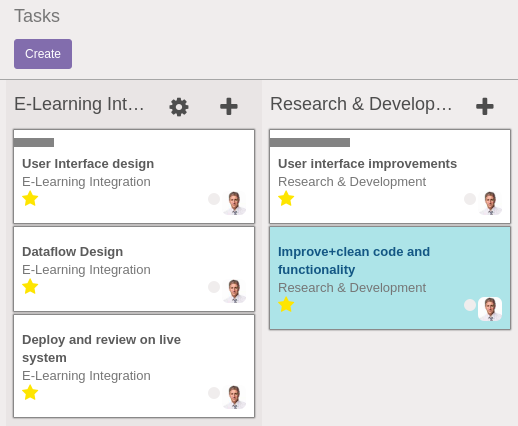 Tasks
Create
E-Learning Int...
User Interface design
E-Learning Integration
Dataflow Design
E-Learning Integration
Deploy and review on live
system
E-Learning Integration
Research & Develop...
User interface improvements
Research & Development
Improve+clean code and
functionality
Research & Development